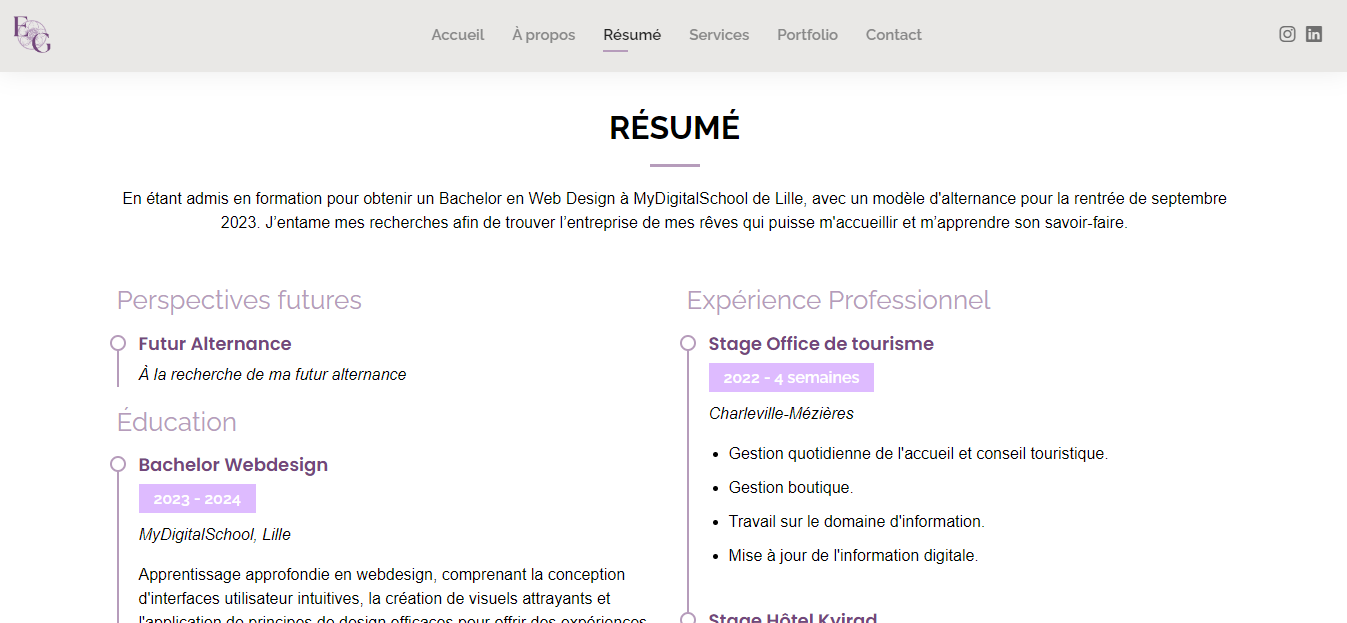 EG
Accueil À propos Résumé Services Portfolio Contact
RÉSUMÉ
En étant admis en formation pour obtenir un Bachelor en Web Design à MyDigitalSchool de Lille, avec un modèle d'alternance pour la rentrée de septembre
2023. J’entame mes recherches afin de trouver l’entreprise de mes rêves qui puisse m'accueillir et m’apprendre son savoir-faire.
Perspectives futures
Futur Alternance
À la recherche de ma futur alternance
Éducation
Bachelor Webdesign
2023 - 2024
MyDigitalSchool, Lille
Apprentissage approfondie en webdesign, comprenant la conception
d'interfaces utilisateur intuitives, la création de visuels attrayants et
l'application de principes de design efficaces pour offrir des expériences
Expérience Professionnel
Stage Office de tourisme
2022 - 4 semaines
Charleville-Mézières
Gestion quotidienne de l'accueil et conseil touristique.
Gestion boutique.
Travail sur le domaine d'information.
Mise à jour de l'information digitale.
Stage Hôtel Kyriad